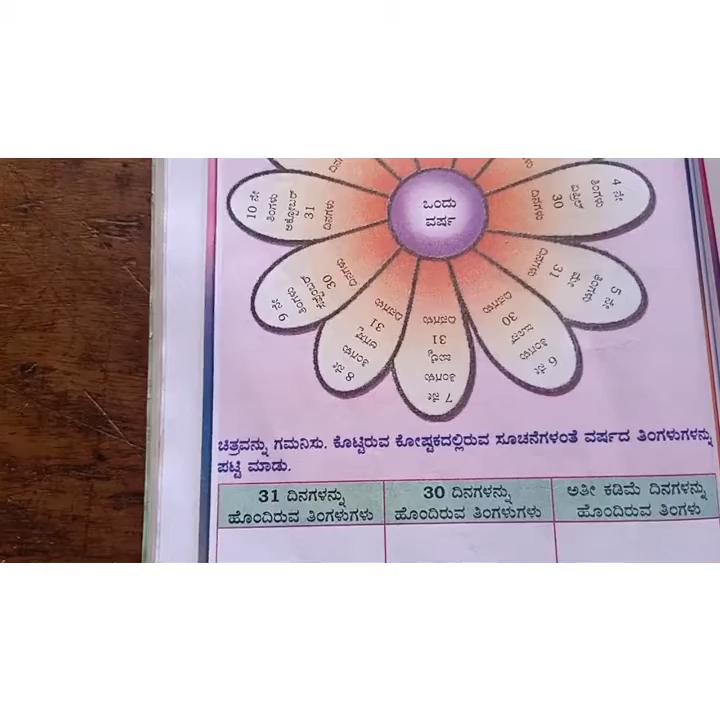 ಒಂದು
ವರ್ಷ
4 ನೇ
ತಿಂಗಳು
ಏಪ್ರಿಲ್
30
ದಿನಗಳು
5 ನೇ
ತಿಂಗಳು
ಮೇ
31
ದಿನಗಳು
6 ನೇ
ತಿಂಗಳು
ಜೂನ್
30
ದಿನಗಳು
7 ನೇ
ತಿಂಗಳು
ಜುಲೈ
31
ದಿನಗಳು
8 ನೇ
ತಿಂಗಳು
ಆಗಸ್ಟ್
31
ದಿನಗಳು
9 ನೇ
ತಿಂಗಳು
ಸೆಪ್ಟೆಂಬರ್
30
ದಿನಗಳು
10 ನೇ
ತಿಂಗಳು
ಅಕ್ಟೋಬರ್
31
ದಿನಗಳು
ಚಿತ್ರವನ್ನು ಗಮನಿಸು. ಕೊಟ್ಟಿರುವ ಕೋಷ್ಟಕದಲ್ಲಿರುವ ಸೂಚನೆಗಳಂತೆ ವರ್ಷದ ತಿಂಗಳುಗಳನ್ನು
ಪಟ್ಟಿ ಮಾಡು.
31 ದಿನಗಳನ್ನು
ಹೊಂದಿರುವ ತಿಂಗಳುಗಳು
30 ದಿನಗಳನ್ನು
ಹೊಂದಿರುವ ತಿಂಗಳುಗಳು
ಅತೀ ಕಡಿಮೆ ದಿನಗಳನ್ನು
ಹೊಂದಿರುವ ತಿಂಗಳು